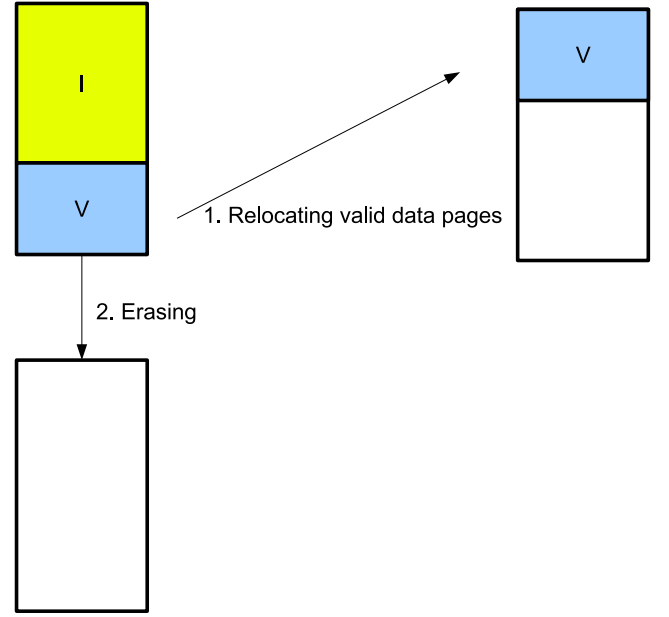 I
V
V
1. Relocating valid data pages
2. Erasing